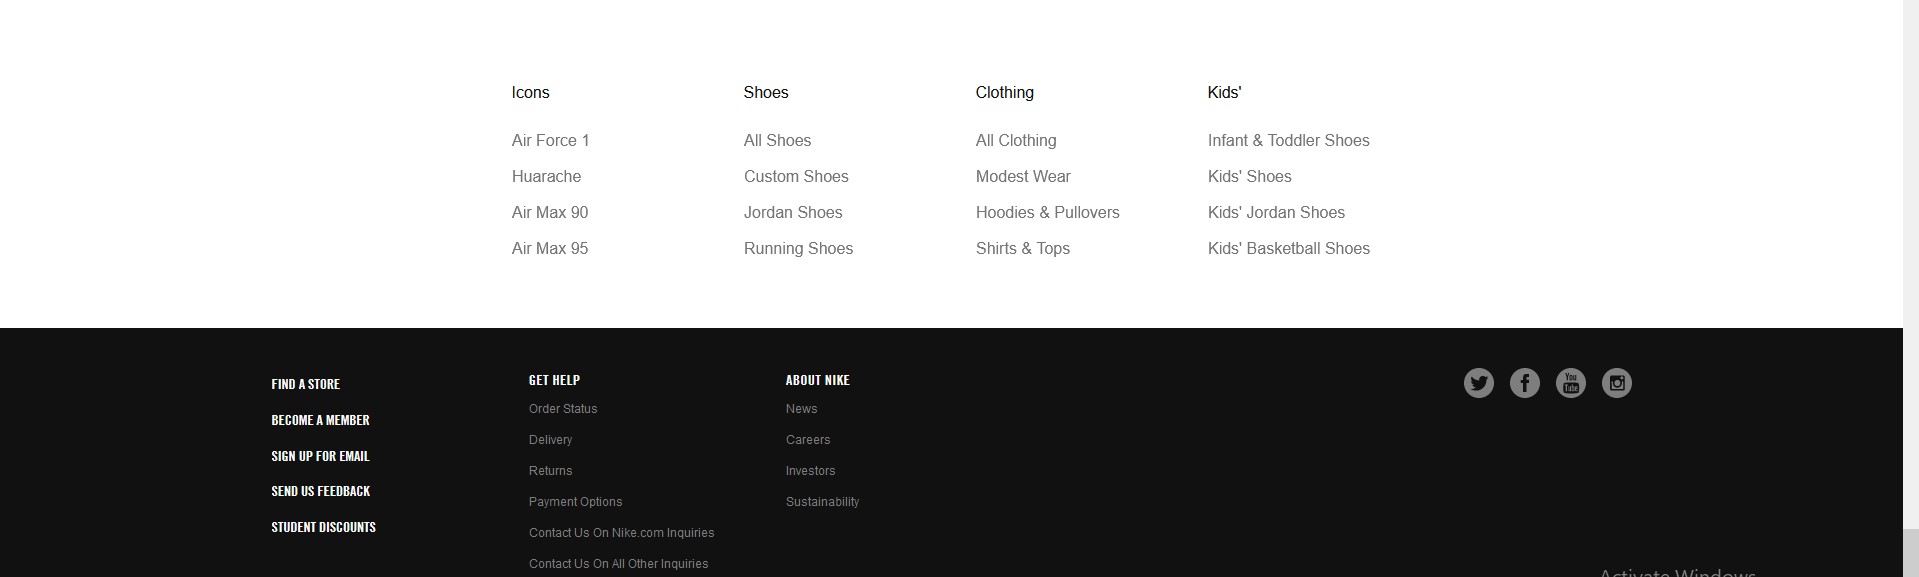 Icons
Air Force 1
Huarache
Air Max 90
Air Max 95
Shoes
All Shoes
Custom Shoes
Jordan Shoes
Running Shoes
Clothing
All Clothing
Modest Wear
Hoodies & Pullovers
Shirts & Tops
Kids'
Infant & Toddler Shoes
Kids' Shoes
Kids' Jordan Shoes
Kids' Basketball Shoes
FIND A STORE
BECOME A MEMBER
SIGN UP FOR EMAIL
SEND US FEEDBACK
STUDENT DISCOUNTS
GET HELP
Order Status
Delivery
Returns
Payment Options
Contact Us On Nike.com Inquiries
Contact Us On All Other Inquiries
ABOUT NIKE
News
Careers
Investors
Sustainability
You
Tube
Activate Windows